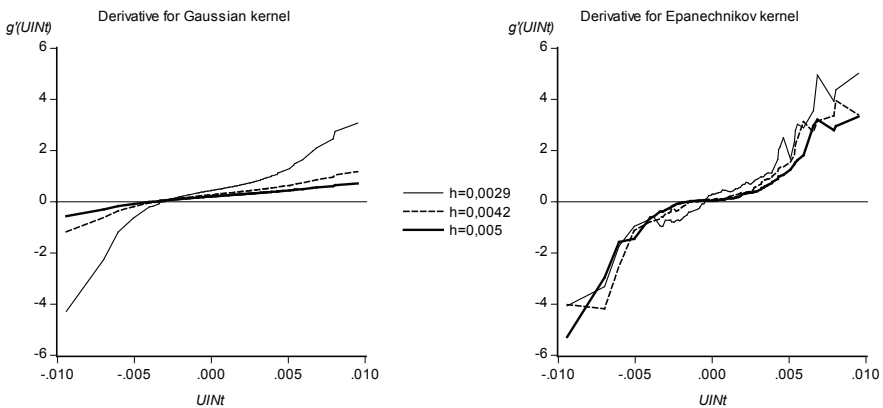 Derivative for Gaussian kernel
g'(UINt)
6
4
2
0
-2
-4
-6
-.010
-.005
.000
.005
.010
UINt
h=0,0029
h=0,0042
h=0,005
Derivative for Epanechnikov kernel
g'(UINt)
6
4
2
0
-2
-4
-6
-.010
-.005
.000
.005
.010
UINt